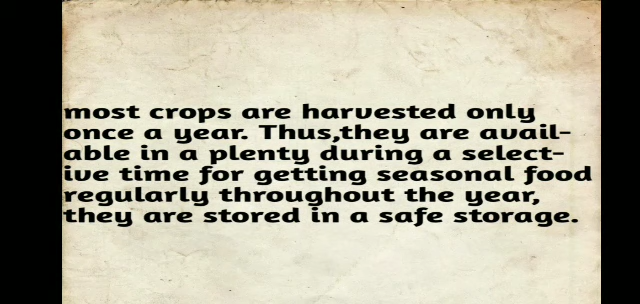 most crops are harvested only
once a year. Thus,they are avail-
able in a plenty during a select-
ive time for getting seasonal food
regularly throughout the year,
they are stored in a safe storage.